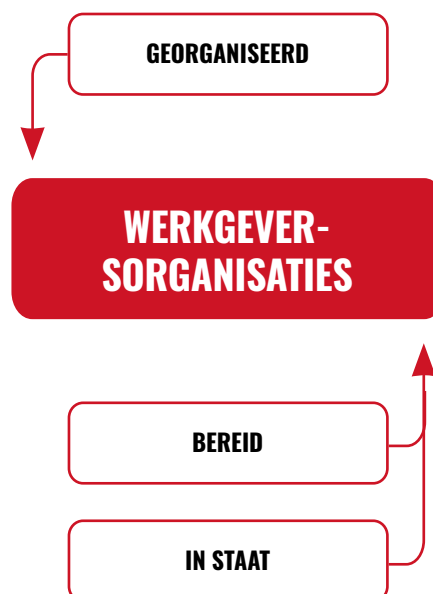 GEORGANISEERD
WERKGEVER-
SORGANISATIES
BEREID
IN STAAT